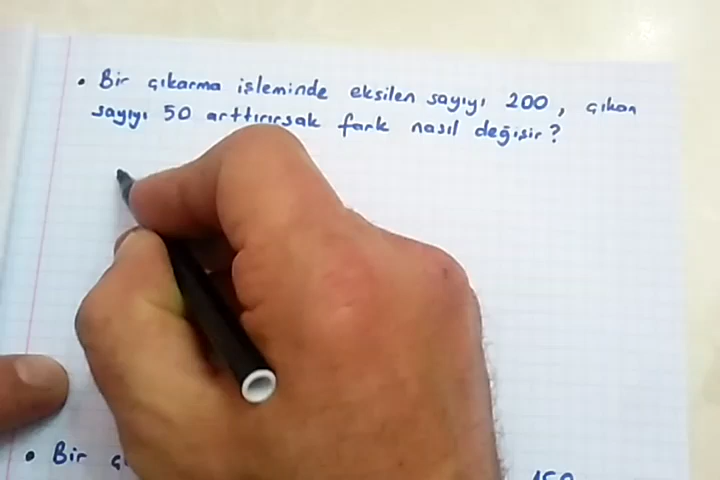 • Bir çıkarma işleminde eksilen sayıyı 200, çıkan
sayıyı 50 arttırırsak fark nasıl değişir?
• Bir